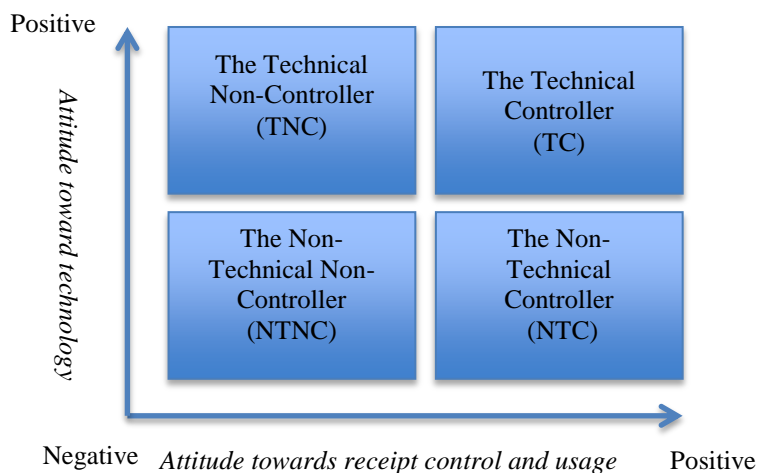 Positive
Attitude toward technology
The Technical
Non-Controller
(TNC)
The Technical
Controller
(TC)
The Non-
Technical Non-
Controller
(NTNC)
The Non-
Technical
Controller
(NTC)
Negative
Attitude towards receipt control and usage
Positive